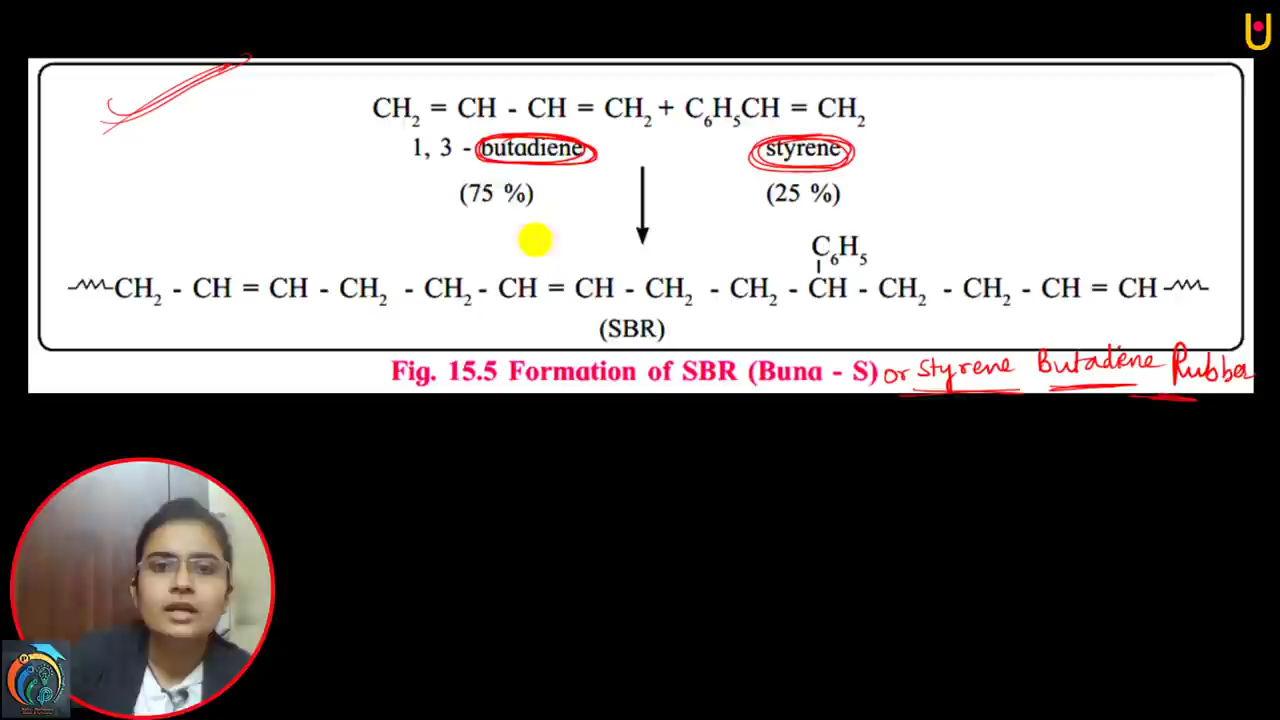 CH₂ = CH - CH = CH₂ + C₆H₅CH = CH₂
1, 3 - butadiene styrene
(75 %) (25 %)
C₆H₅
CH₂ - CH = CH - CH₂ - CH₂ - CH = CH - CH₂ - CH₂ - CH - CH₂ - CH₂ - CH = CH
(SBR)
Fig. 15.5 Formation of SBR (Buna - S) or Styrene Butadiene Rubber